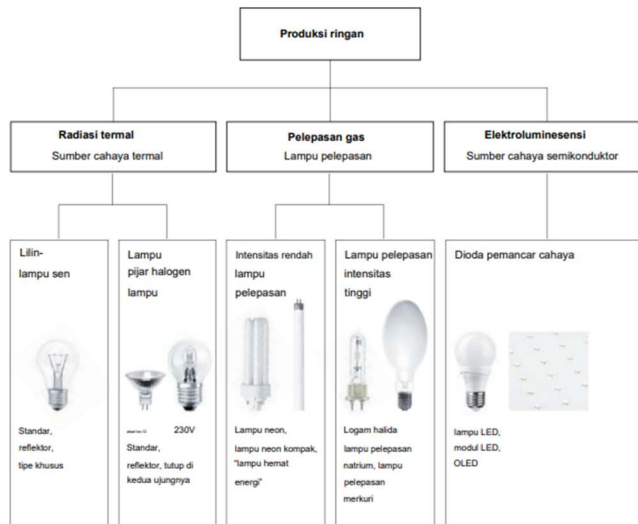 Produksi ringan
Radiasi termal
Sumber cahaya termal
Pelepasan gas
Lampu pelepasan
Elektroluminesensi
Sumber cahaya semikonduktor
Lilin-
lampu sen
Standar,
reflektor,
tipe khusus
Lampu
pijar halogen
lampu
230V
Standar,
reflektor, tutup di
kedua ujungnya
Intensitas rendah
lampu
pelepasan
Lampu neon,
lampu neon kompak,
"lampu hemat
energi"
Lampu pelepasan
intensitas
tinggi
Logam halida
lampu pelepasan
natrium, lampu
pelepasan
merkuri
Dioda pemancar cahaya
lampu LED,
modul LED,
OLED